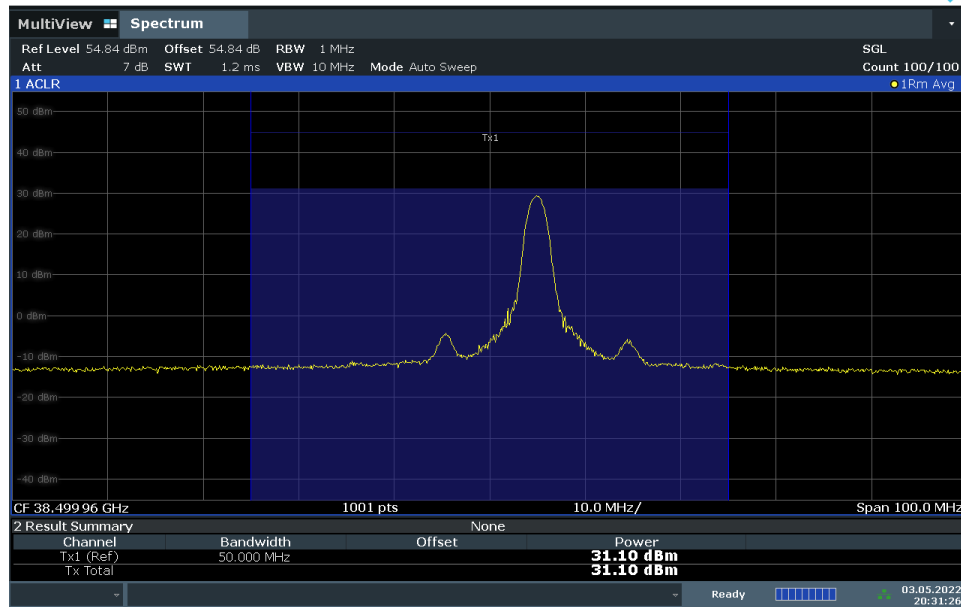 MultiView Spectrum
Ref Level 54.84 dBm Offset 54.84 dB RBW 1 MHz SGL
Att 7 dB SWT 1.2 ms VBW 10 MHz Mode Auto Sweep Count 100/100
1 ACLR 1Rm Avg
50 dBm
Tx1
40 dBm
30 dBm
20 dBm
10 dBm
0 dBm
-10 dBm
-20 dBm
-30 dBm
-40 dBm
CF 38.499 96 GHz 1001 pts 10.0 MHz/ Span 100.0 MHz
2 Result Summary None
Channel Bandwidth Offset Power
Tx1 (Ref) 50.000 MHz 31.10 dBm
Tx Total 31.10 dBm
Ready 03.05.2022
20:31:26